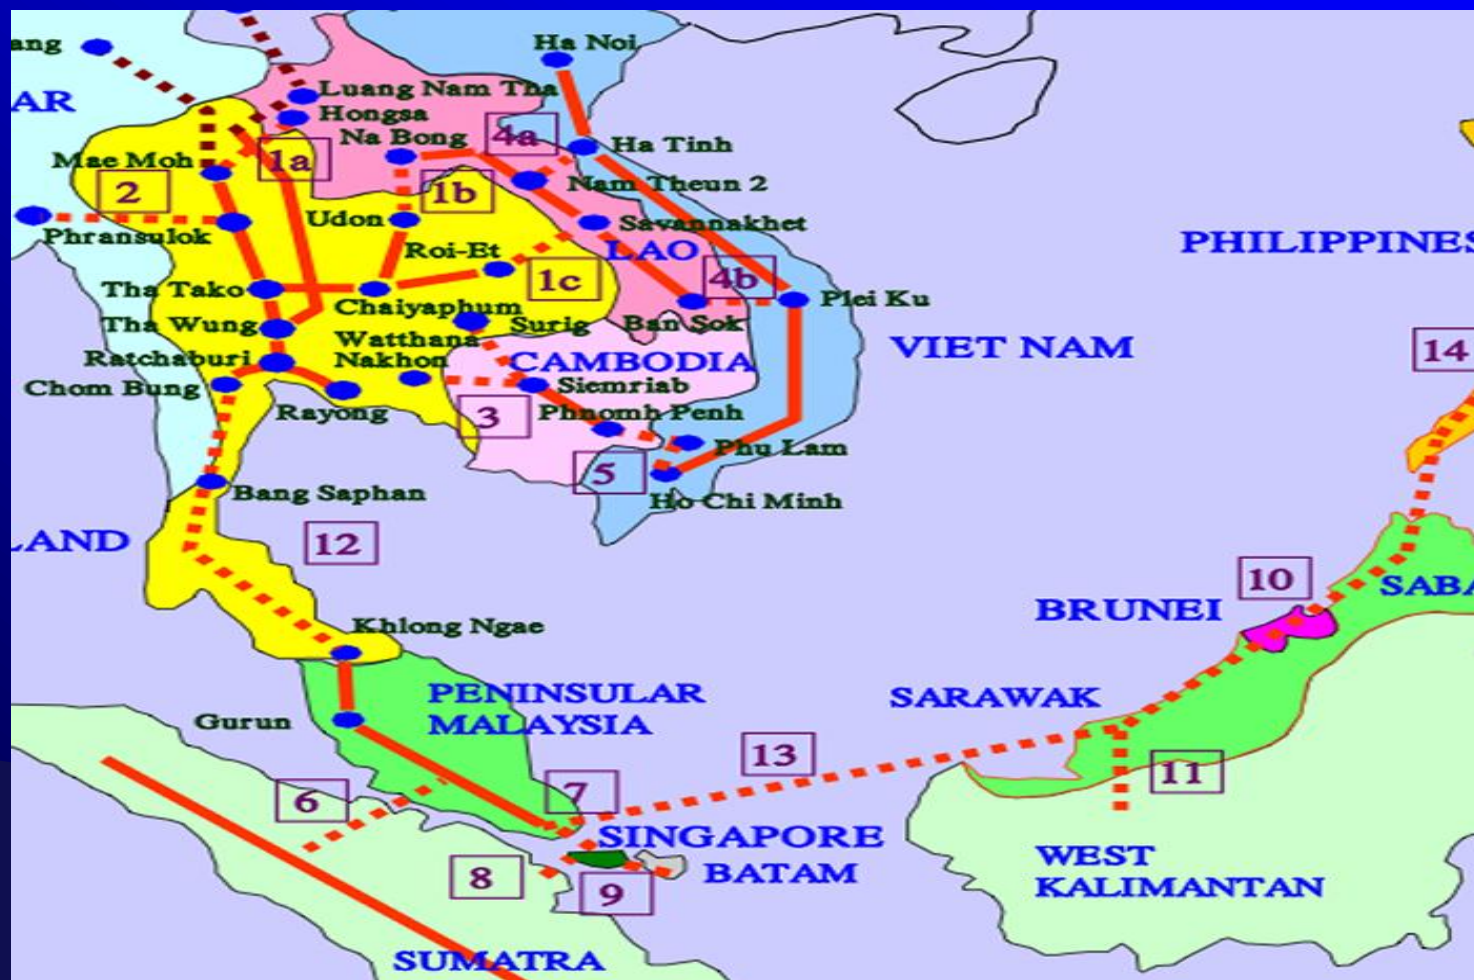 ang
Ha Noi
AR
Luang Nam Tha
Hongsa
Na Bong
4a
Ha Tinh
Mae Moh
1a
2
1b
Nam Theun 2
Phransulok
Udon
Savannakhet
Roi-Et
LAO
PHILIPPINES
1c
4b
Tha Tako
Chaiyaphum
Plei Ku
Tha Wung
Surig
Ban Sok
Watthana
Nakhon
VIET NAM
14
Ratchaburi
CAMBODIA
Chom Bung
Siemriab
Rayong
3
Phnomh Penh
Phu Lam
5
Bang Saphan
Ho Chi Minh
LAND
12
10
SABA
BRUNEI
Khlong Ngae
PENINSULAR
MALAYSIA
SARAWAK
Gurun
13
11
6
7
SINGAPORE
BATAM
WEST
KALIMANTAN
8
9
SUMATRA